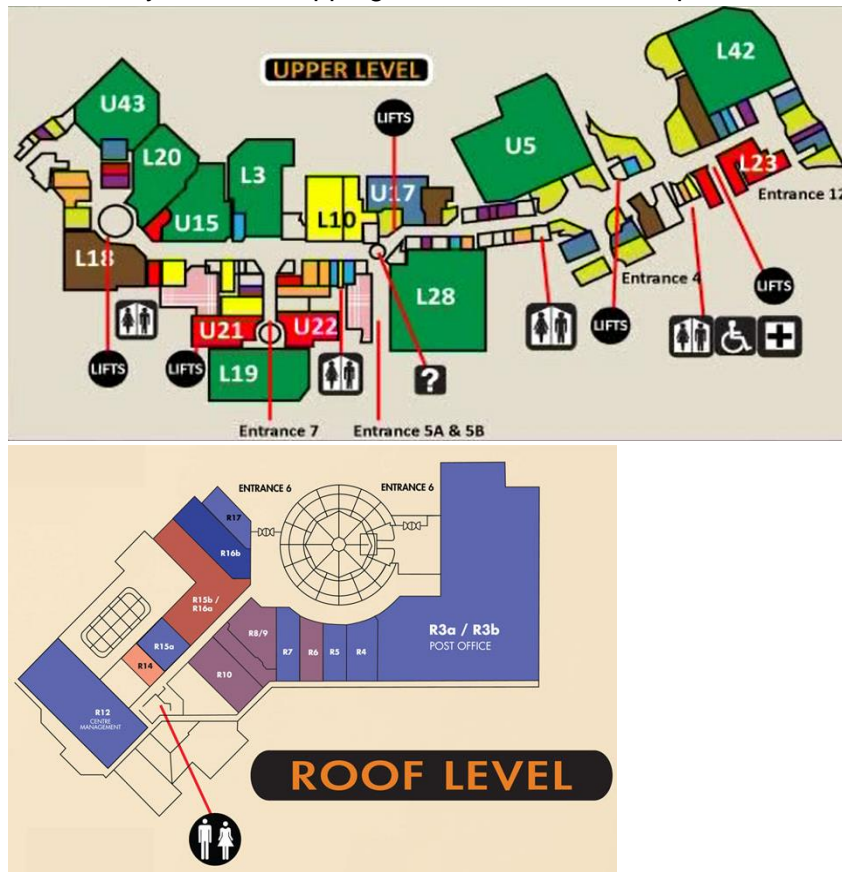 UPPER LEVEL
L42
U43
LIFTS
L20
L3
U5
L23
U17
L10
U15
Entrance 12
L18
Entrance 4
L28
LIFTS
U21
U22
LIFTS
LIFTS
LIFTS
L19
?
Entrance 7
Entrance 5A & 5B
ENTRANCE 6
ENTRANCE 6
R17
R16b
R15b /
R16a
R8/9
R3a / R3b
POST OFFICE
R15a
R7
R6
R5
R4
R14
R10
R12
CENTRE
MANAGEMENT
ROOF LEVEL